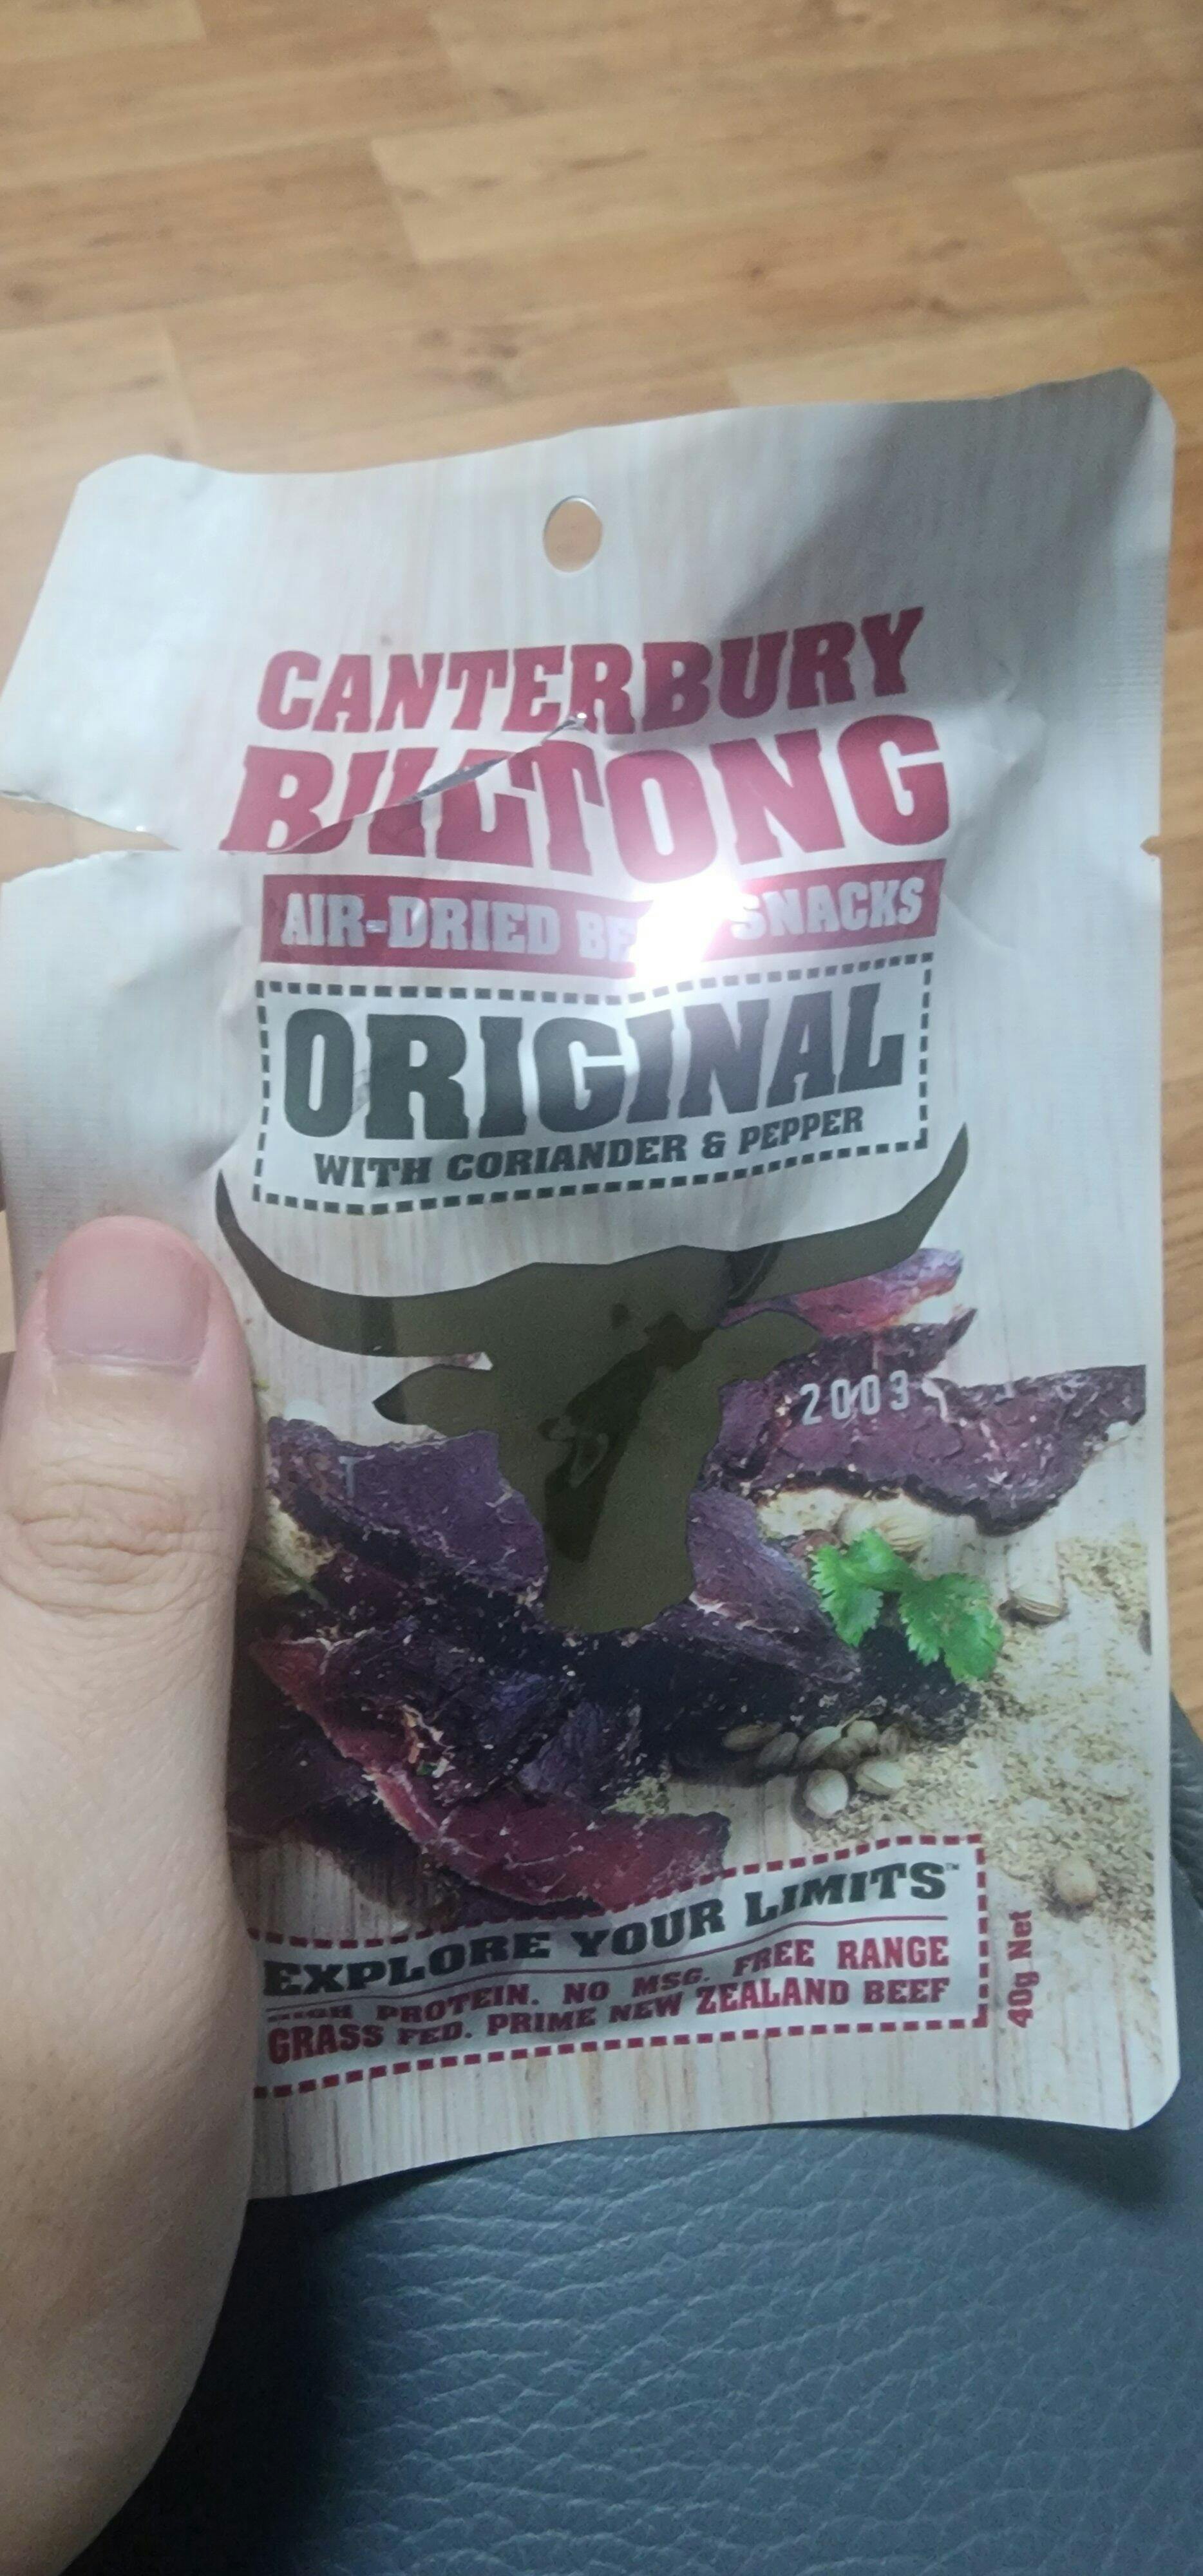 CANTERBURY
BILTONG
AIR-DRIED SNACKS
ORIGINAL
WITH CORIANDER & PEPPER
2003
EXPLORE YOUR LIMITS™
HIGH PROTEIN. NO MSG. FREE RANGE
GRASS FED. PRIME NEW ZEALAND BEEF
40g Net